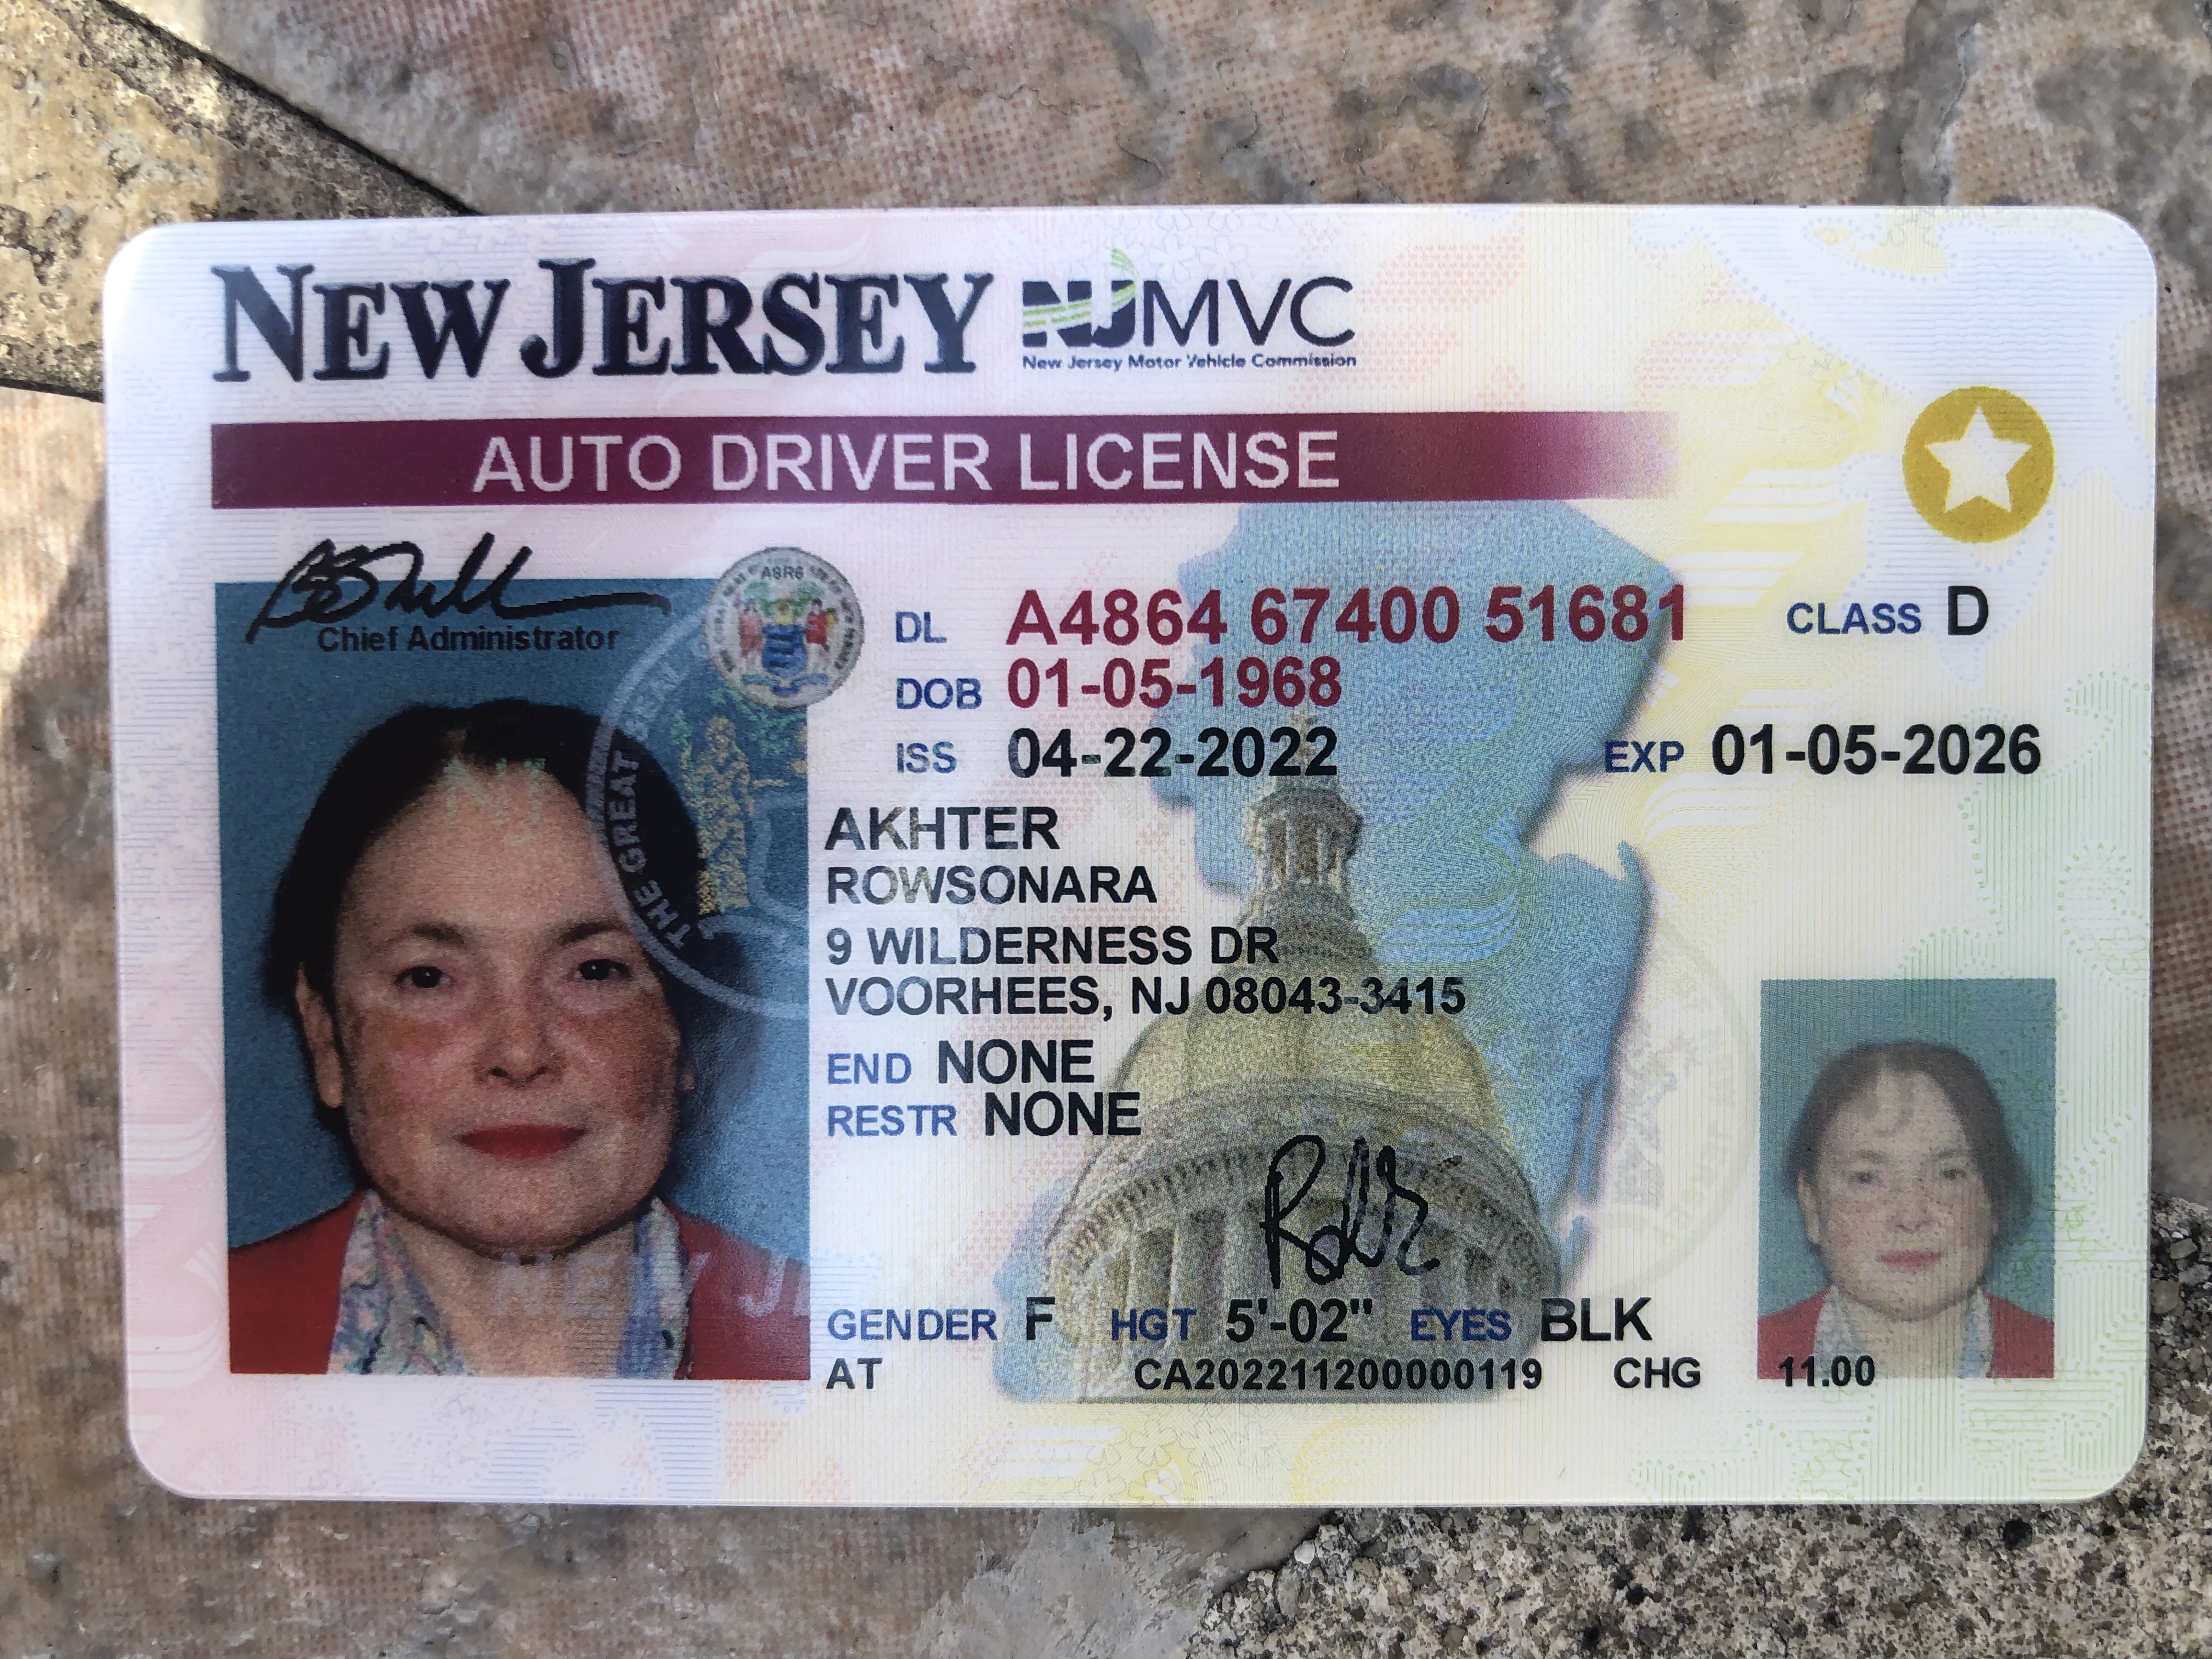 NEW JERSEY NJMVC
New Jersey Motor Vehicle Commission
AUTO DRIVER LICENSE
Chief Administrator
THE GREAT SEAL
DL A4864 67400 51681 CLASS D
DOB 01-05-1968
ISS 04-22-2022 EXP 01-05-2026
AKHTER
ROWSONARA
9 WILDERNESS DR
VOORHEES, NJ 08043-3415
END NONE
RESTR NONE
GENDER F HGT 5'-02" EYES BLK
AT CA202211200000119 CHG 11.00